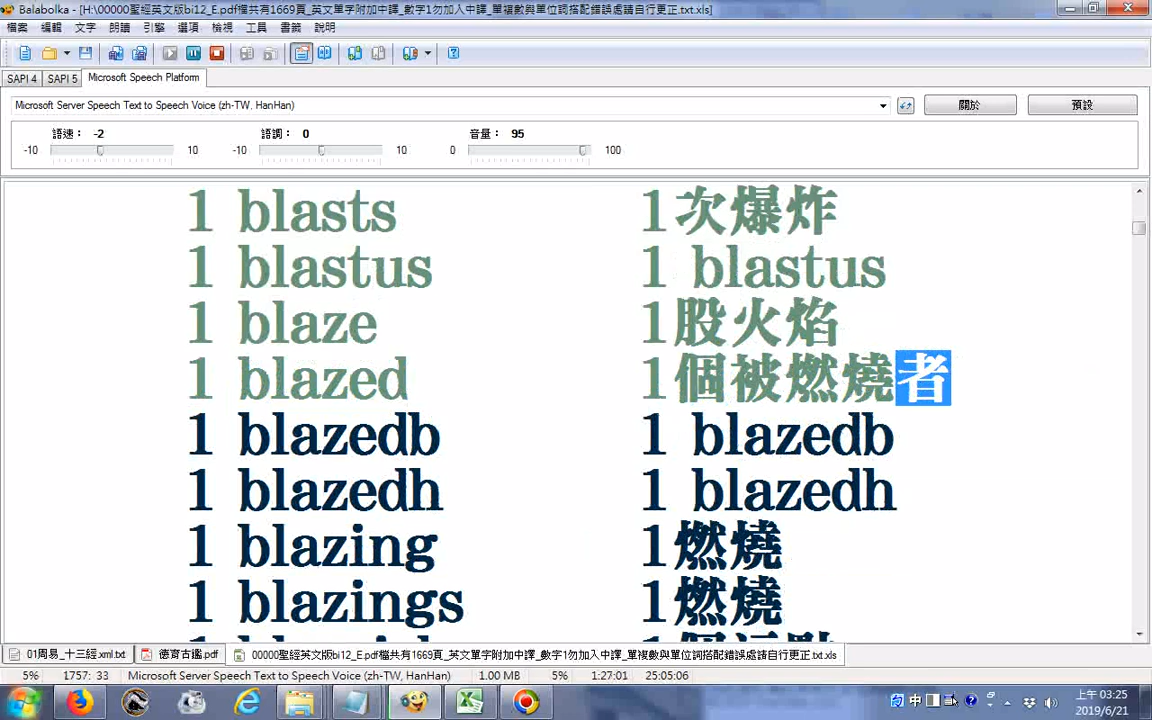 Balabolka - [H:\00000聖經英文版bi12_E.pdf檔共有1669頁_英文單字附加中譯_數字1勿加入中譯_單複數與單位詞搭配錯誤處請自行更正.txt.xls]
檔案 編輯 文字 朗讀 引擎 選項 檢視 工具 書籤 說明
SAPI 4 SAPI 5 Microsoft Speech Platform
Microsoft Server Speech Text to Speech Voice (zh-TW, HanHan) 關於 預設
語速： -2 語調： 0 音量： 95
-10 10 -10 10 0 100
1 blasts 1次爆炸
1 blastus 1 blastus
1 blaze 1股火焰
1 blazed 1個被燃燒者
1 blazedb 1 blazedb
1 blazedh 1 blazedh
1 blazing 1燃燒
1 blazings 1燃燒
01周易_十三經.xml.txt 德育古鑑.pdf 00000聖經英文版bi12_E.pdf檔共有1669頁_英文單字附加中譯_數字1勿加入中譯_單複數與單位詞搭配錯誤處請自行更正.txt.xls
5% 1757: 33 Microsoft Server Speech Text to Speech Voice (zh-TW, HanHan) 1.00 MB 5% 1:27:01 25:05:06
中 上午 03:25
2019/6/21